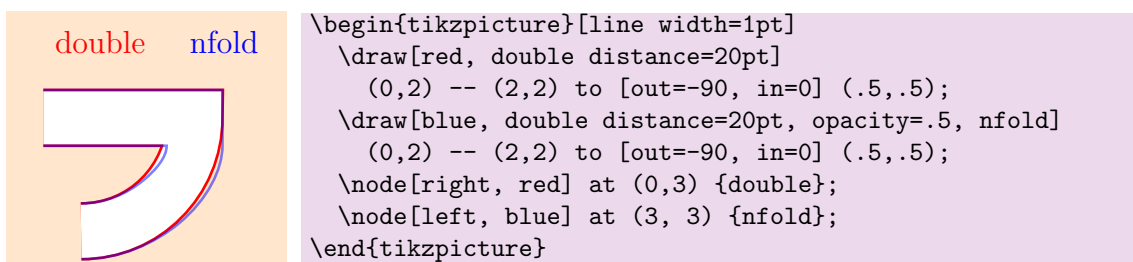 double nfold
\begin{tikzpicture}[line width=1pt]
  \draw[red, double distance=20pt]
    (0,2) -- (2,2) to [out=-90, in=0] (.5,.5);
  \draw[blue, double distance=20pt, opacity=.5, nfold]
    (0,2) -- (2,2) to [out=-90, in=0] (.5,.5);
  \node[right, red] at (0,3) {double};
  \node[left, blue] at (3, 3) {nfold};
\end{tikzpicture}